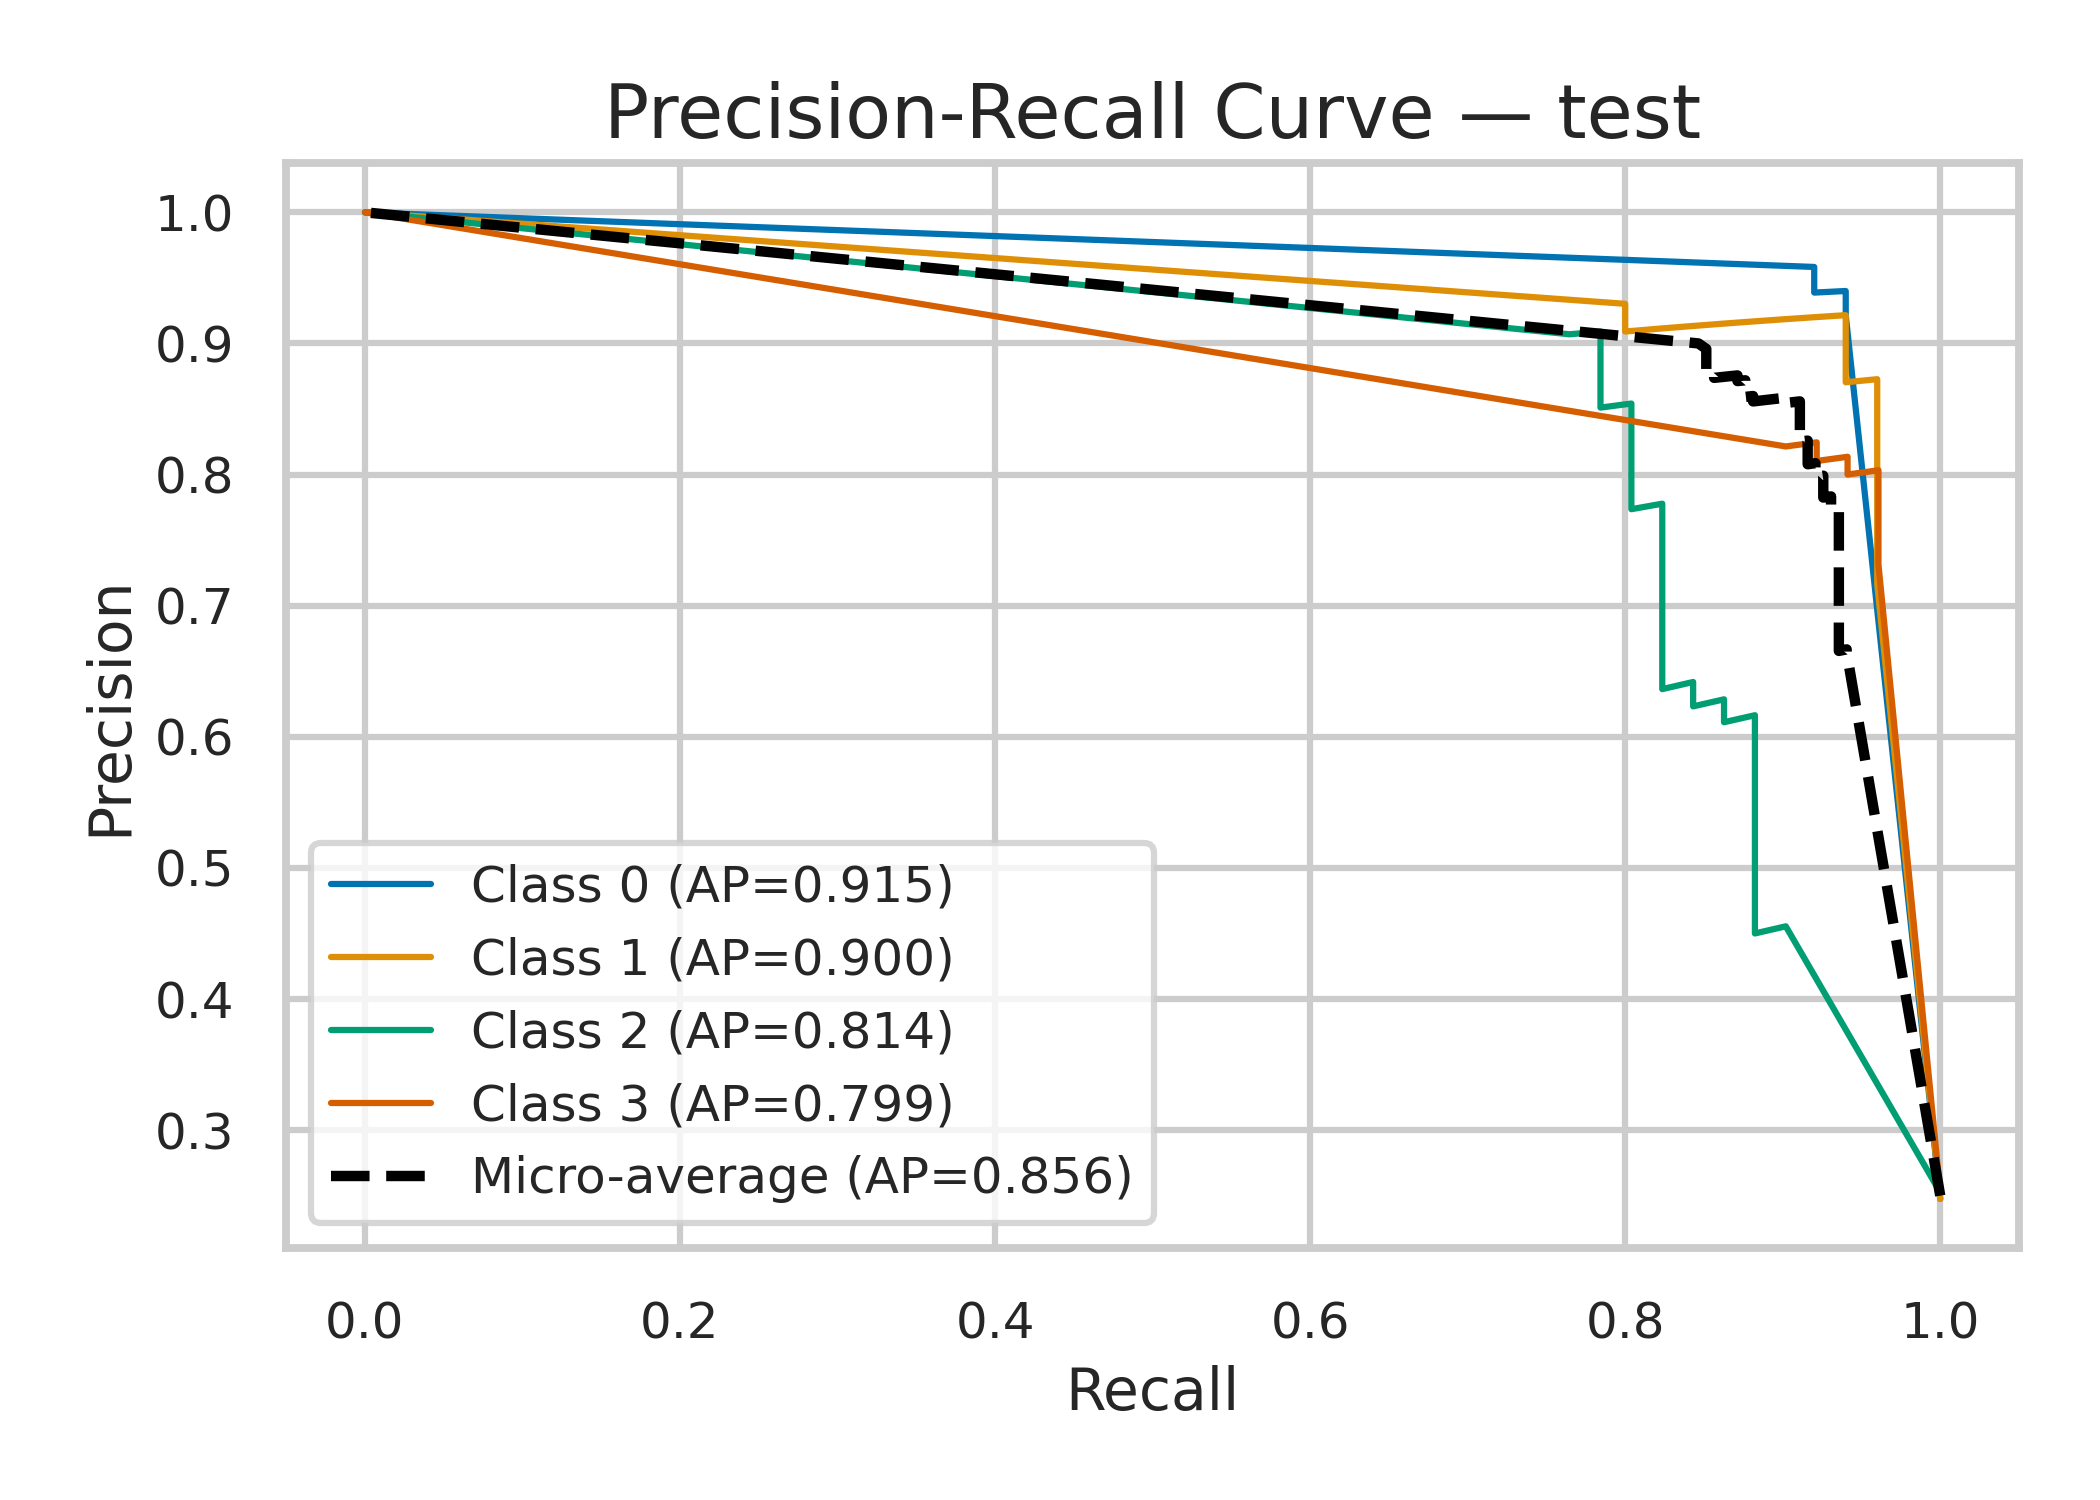 Precision-Recall Curve — test
1.0
0.9
0.8
0.7
0.6
0.5
0.4
0.3
Precision
Class 0 (AP=0.915)
Class 1 (AP=0.900)
Class 2 (AP=0.814)
Class 3 (AP=0.799)
Micro-average (AP=0.856)
0.0 0.2 0.4 0.6 0.8 1.0
Recall